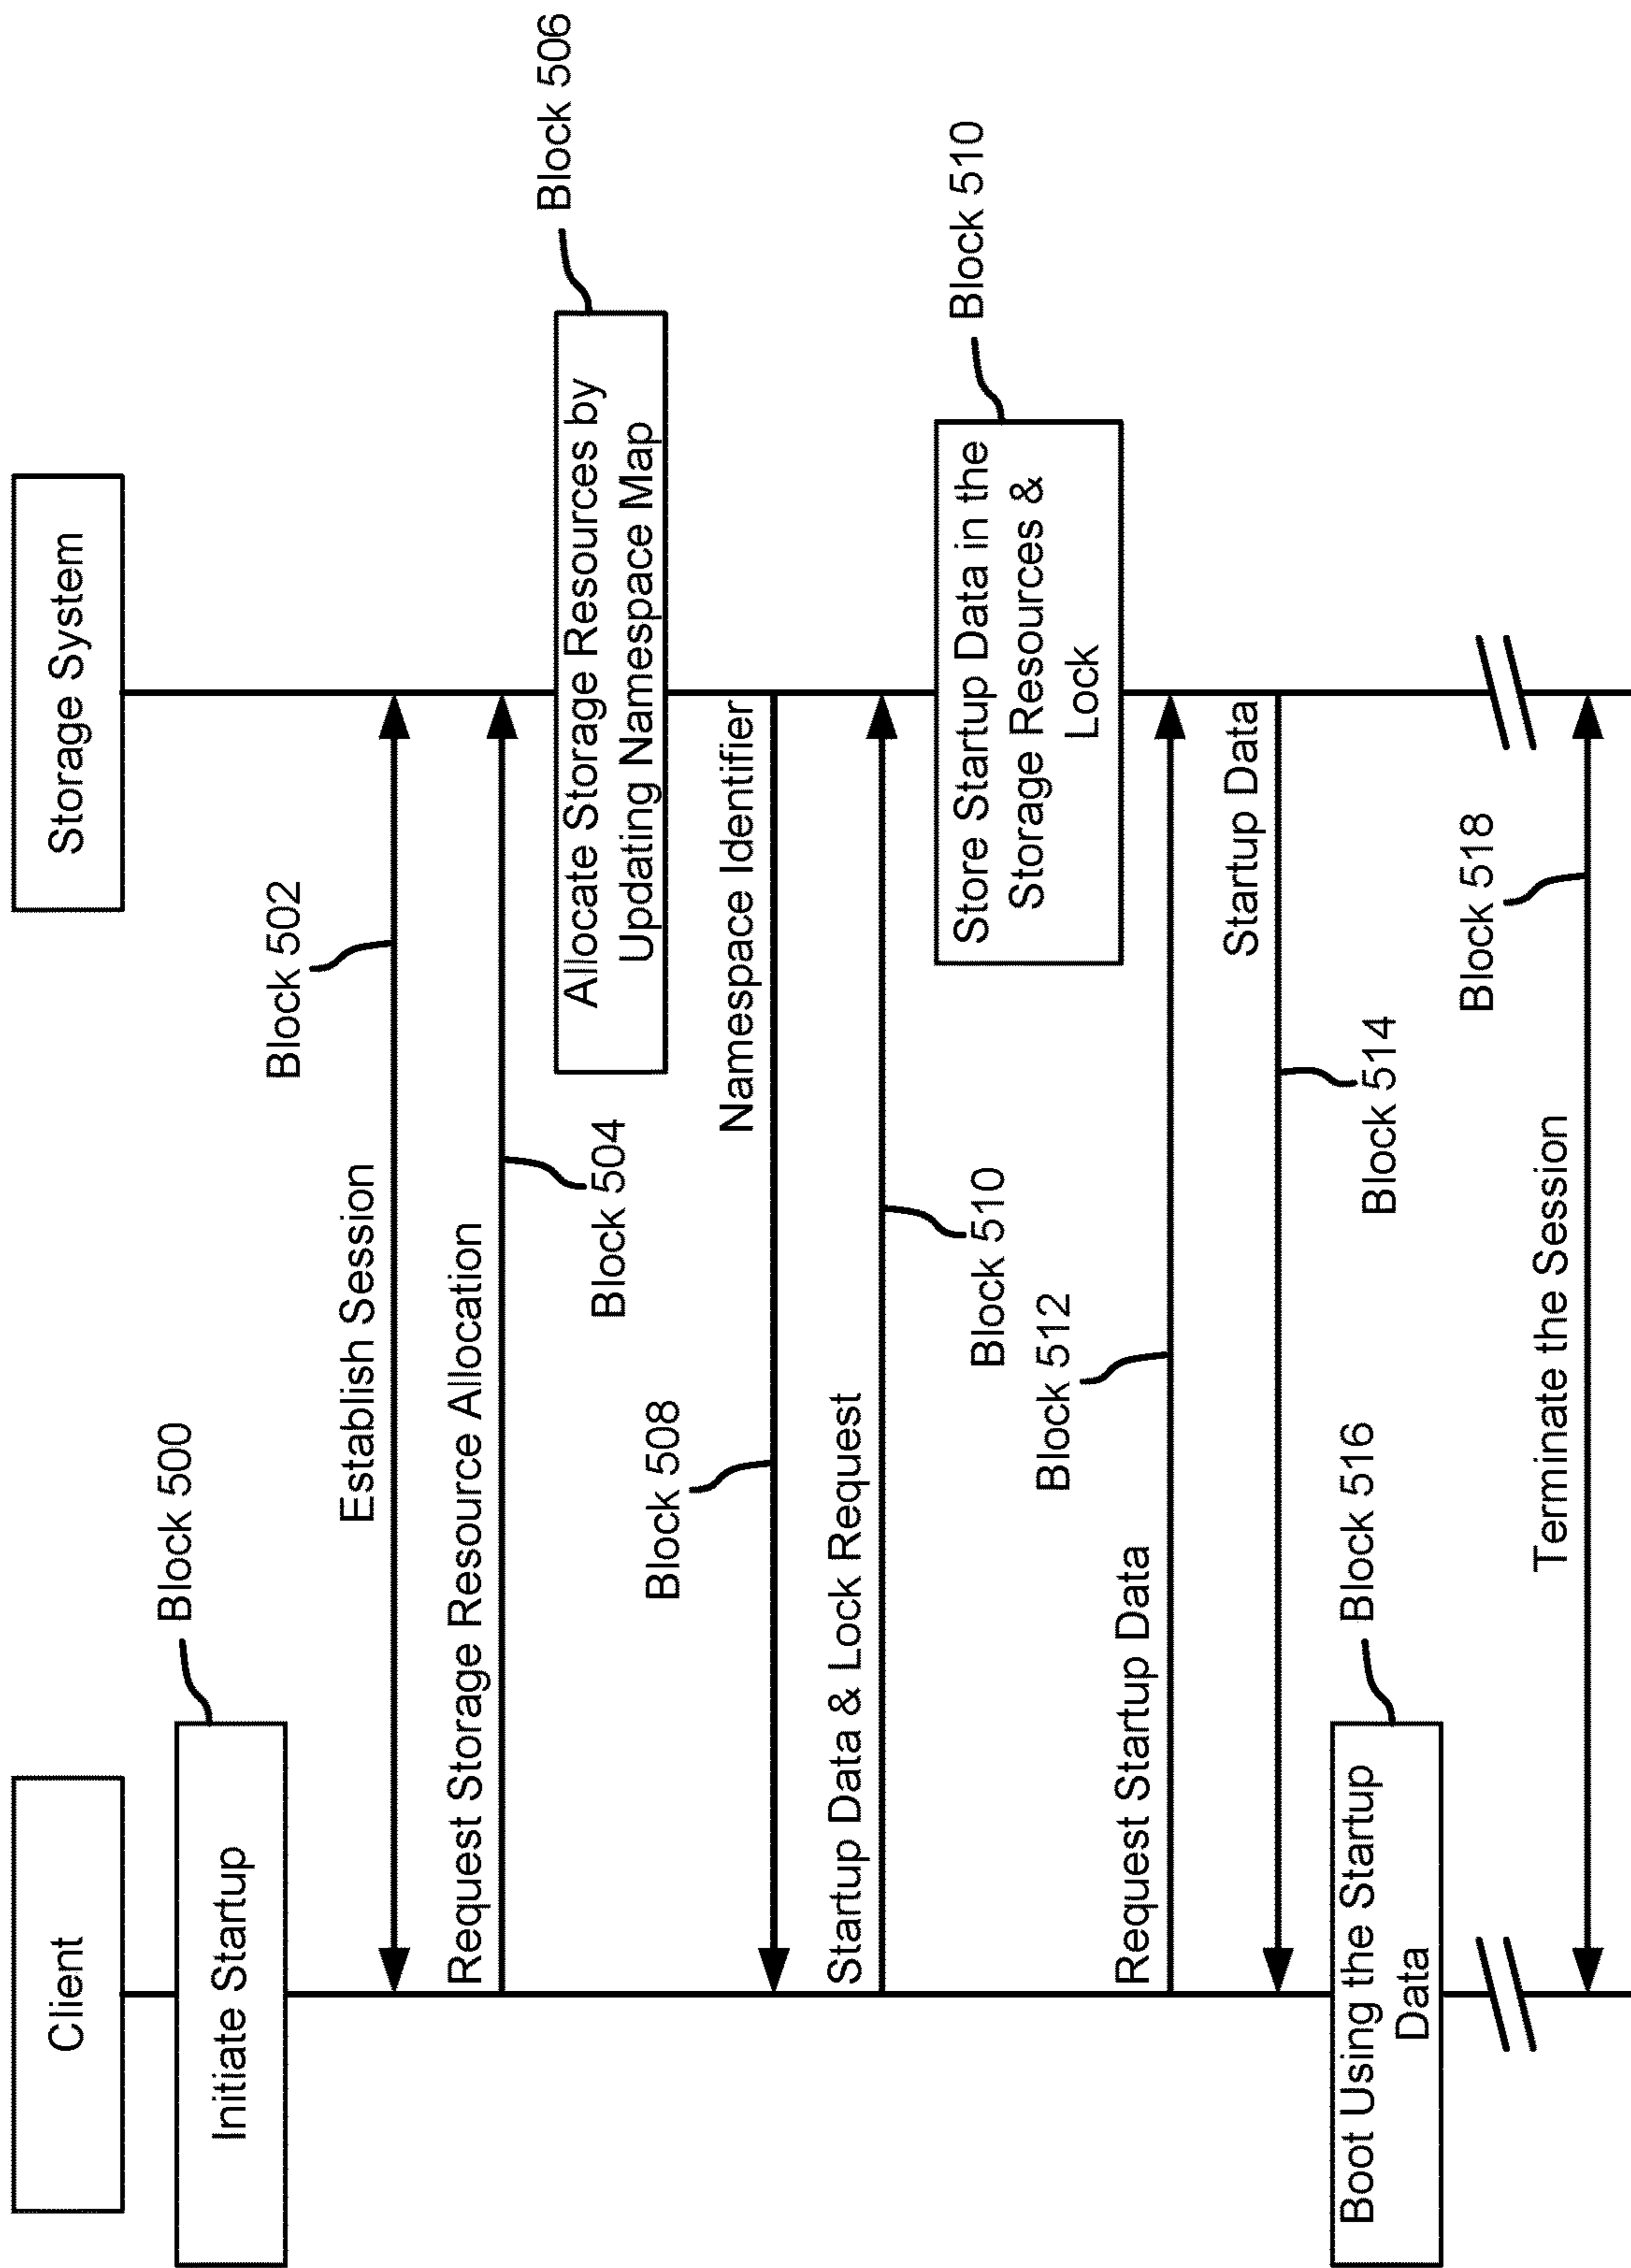 Client
Storage System
Initiate Startup
Block 500
Establish Session
Block 502
Request Storage Resource Allocation
Block 504
Allocate Storage Resources by
Updating Namespace Map
Block 506
Namespace Identifier
Block 508
Startup Data & Lock Request
Block 510
Store Startup Data in the
Storage Resources &
Lock
Block 510
Request Startup Data
Block 512
Startup Data
Block 514
Boot Using the Startup
Data
Block 516
Terminate the Session
Block 518